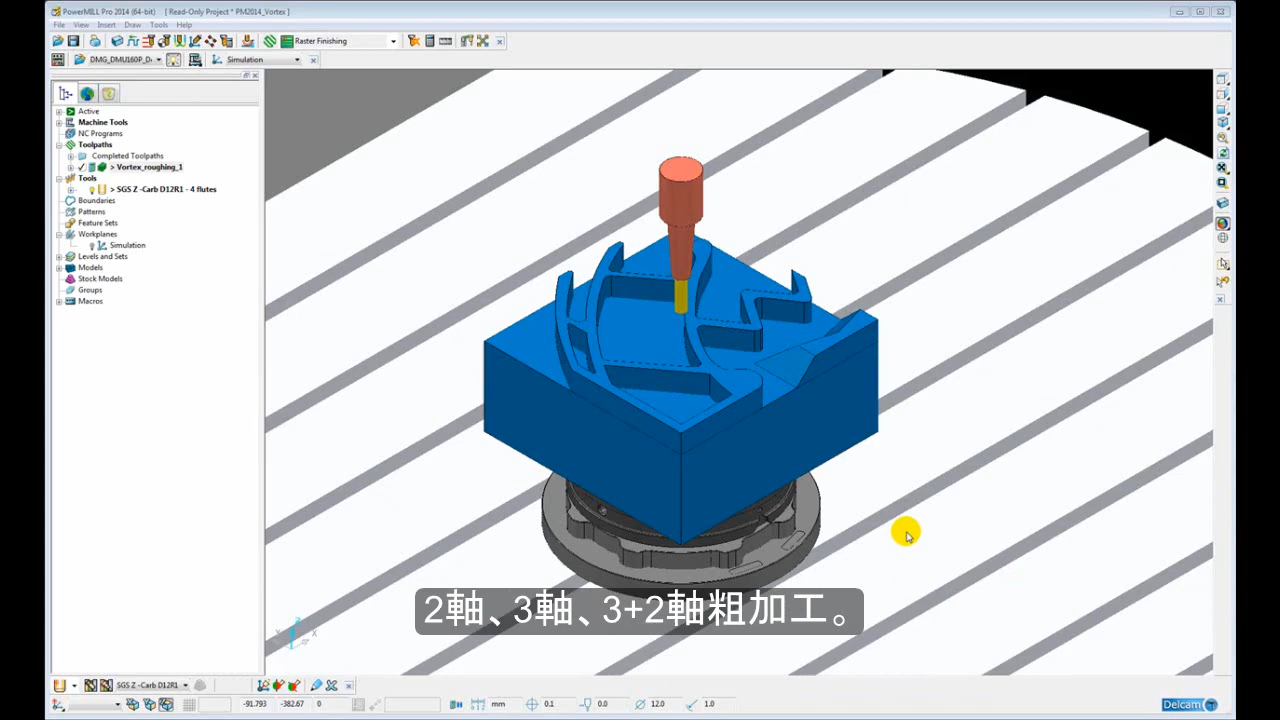 PowerMILL Pro 2014 (64-bit) - [ Read-Only Project * PM2014_Vortex ]
File View Insert Draw Tools Help
Raster Finishing
DMG_DMU160P_D
Simulation
Active
Machine Tools
NC Programs
Toolpaths
Completed Toolpaths
> Vortex_roughing_1
Tools
> SGS Z -Carb D12R1 - 4 flutes
Boundaries
Patterns
Feature Sets
Workplanes
Simulation
Levels and Sets
Models
Stock Models
Groups
Macros
2軸、3軸、3+2軸粗加工。
Z
X
SGS Z -Carb D12R1
-91.793 -382.67 0 mm 0.1 0.0 12.0 1.0
Delcam